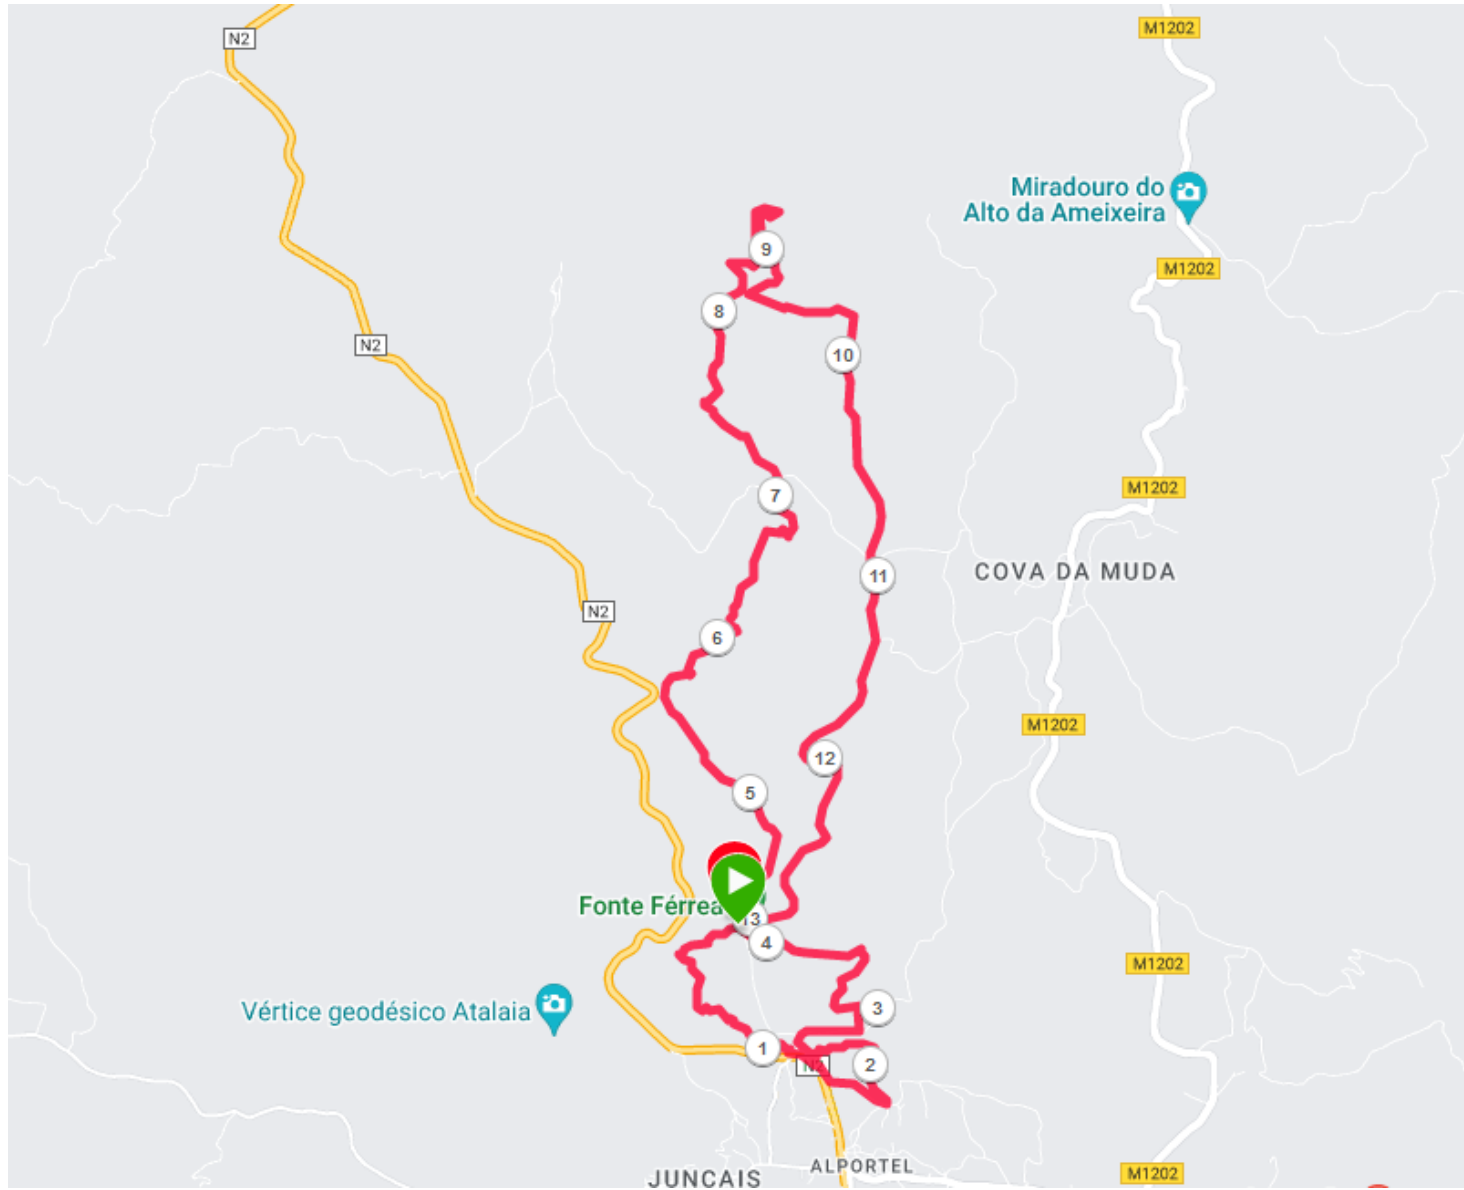 N2
M1202
Miradouro do
Alto da Ameixeira
9
M1202
8
N2
10
7
M1202
COVA DA MUDA
11
N2
6
M1202
12
5
Fonte Férrea
13
4
M1202
Vértice geodésico Atalaia
3
1
N2
2
ALPORTEL
M1202
JUNCAIS